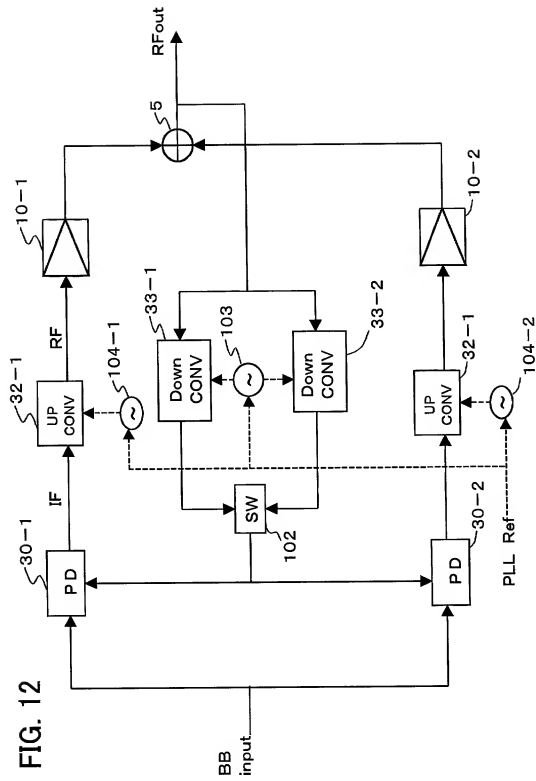 FIG. 12
BB
input
30-1
PD
IF
32-1
UP
CONV
RF
104-1
~
10-1
5
RFout
33-1
Down
CONV
103
~
Down
CONV
33-2
SW
102
30-2
PD
PLL Ref
32-1
UP
CONV
104-2
~
10-2